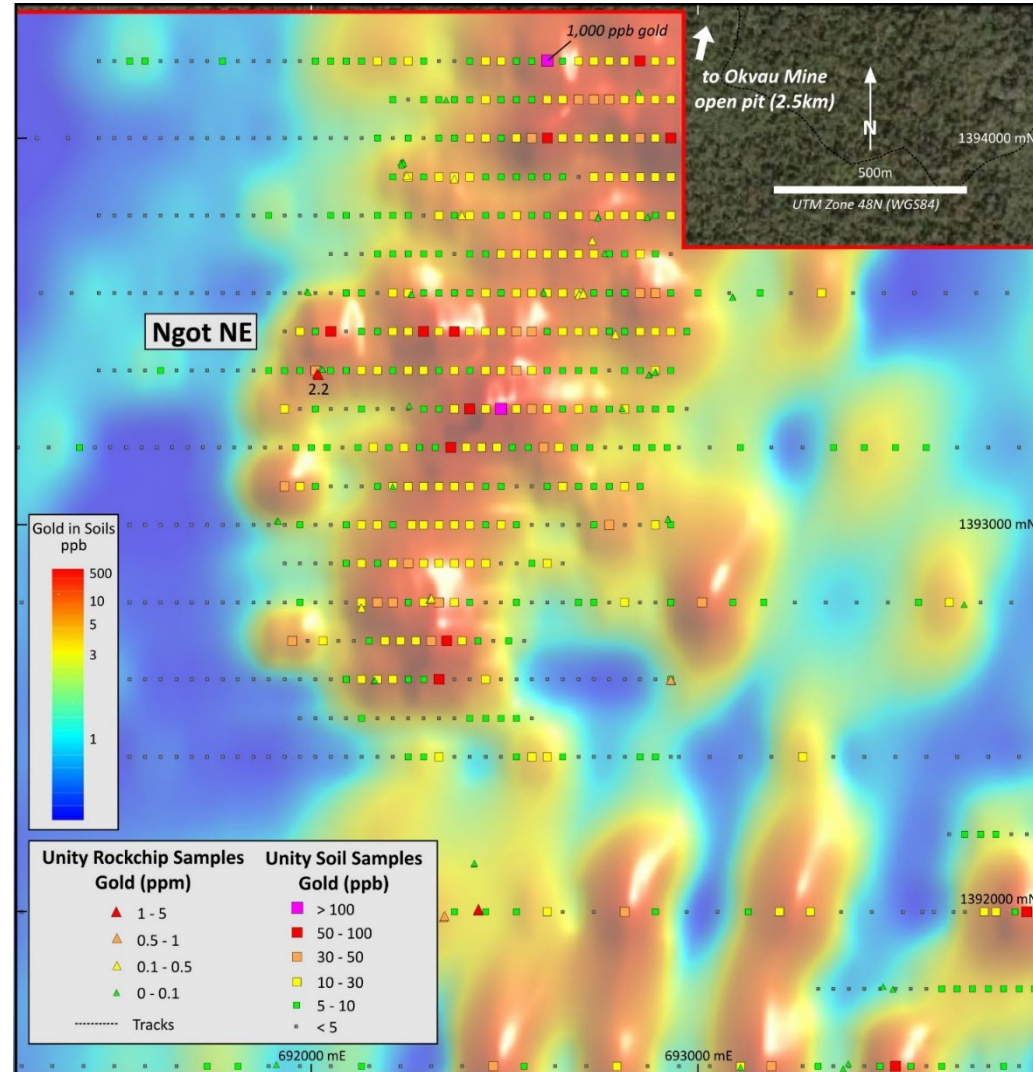 1,000 ppb gold
to Okvau Mine
open pit (2.5km)
N
1394000 mN
500m
UTM Zone 48N (WGS84)
Ngot NE
2.2
1393000 mN
Gold in Soils
ppb
500
10
5
3
1
Unity Rockchip Samples
Gold (ppm)
1 - 5
0.5 - 1
0.1 - 0.5
0 - 0.1
Tracks
Unity Soil Samples
Gold (ppb)
> 100
50 - 100
30 - 50
10 - 30
5 - 10
< 5
1392000 mN
692000 mE
693000 mE